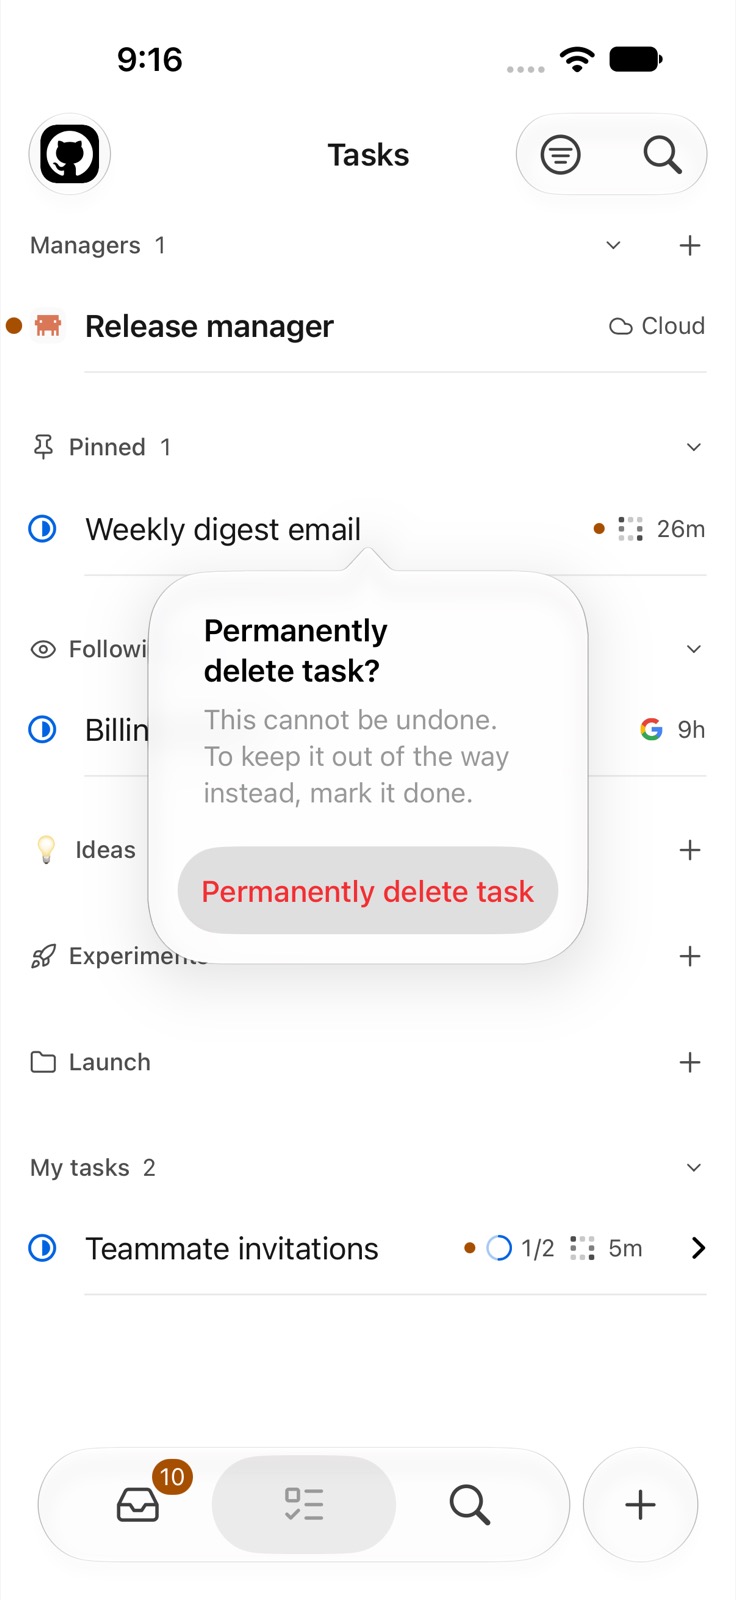 9:16
Tasks
Managers 1
Release manager
Cloud
Pinned 1
Weekly digest email
26m
Permanently
delete task?
This cannot be undone.
To keep it out of the way
instead, mark it done.
Permanently delete task
9h
Ideas
Launch
My tasks 2
Teammate invitations
1/2
5m
10